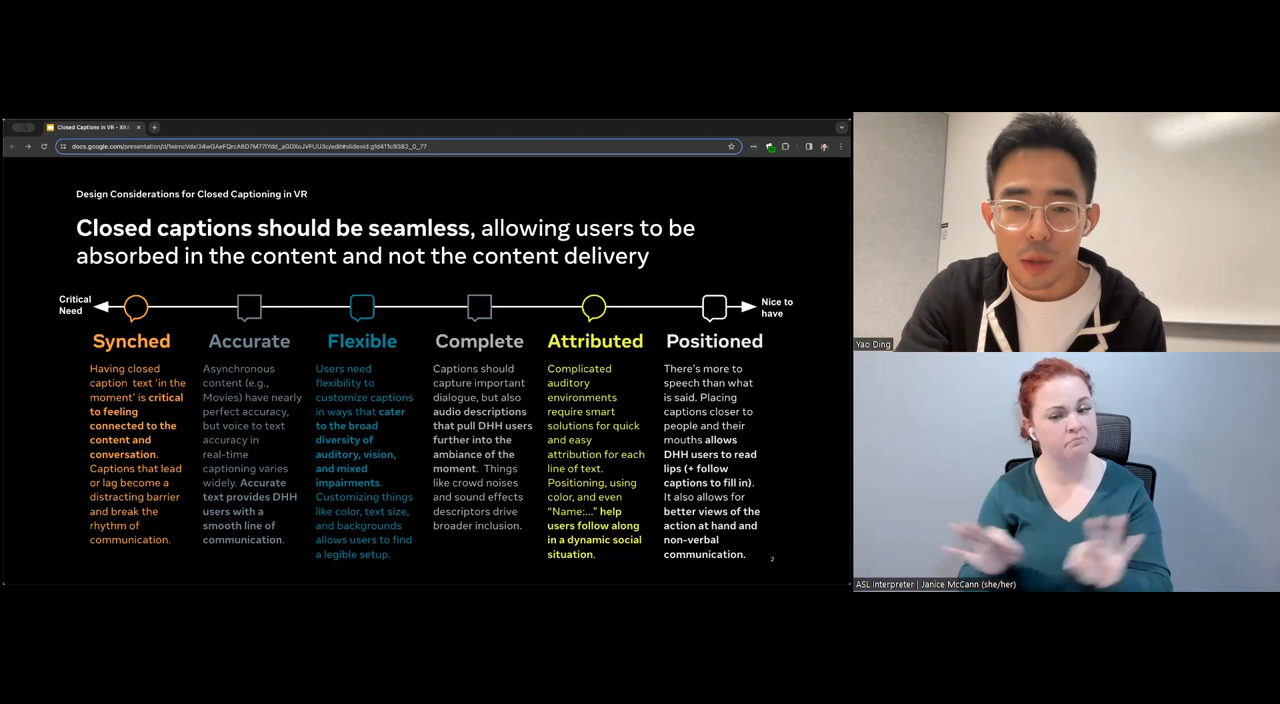 Closed Captions in VR - XRA
Design Considerations for Closed Captioning in VR
Closed captions should be seamless, allowing users to be
absorbed in the content and not the content delivery
Critical
Need
Nice to
have
Synched
Having closed
caption text 'in the
moment' is critical
to feeling
connected to the
content and
conversation.
Captions that lead
or lag become a
distracting barrier
and break the
rhythm of
communication.
Accurate
Asynchronous
content (e.g.,
Movies) have nearly
perfect accuracy,
but voice to text
accuracy in
real-time
captioning varies
widely. Accurate
text provides DHH
users with a
smooth line of
communication.
Flexible
Users need
flexibility to
customize captions
in ways that cater
to the broad
diversity of
auditory, vision,
and mixed
impairments.
Customizing things
like color, text size,
and backgrounds
allows users to find
a legible setup.
Complete
Captions should
capture important
dialogue, but also
audio descriptions
that pull DHH users
further into the
ambiance of the
moment. Things
like crowd noises
and sound effects
descriptors drive
broader inclusion.
Attributed
Complicated
auditory
environments
require smart
solutions for quick
and easy
attribution for each
line of text.
Positioning, using
color, and even
"Name:..." help
users follow along
in a dynamic social
situation.
Positioned
There's more to
speech than what
is said. Placing
captions closer to
people and their
mouths allows
DHH users to read
lips (+ follow
captions to fill in).
It also allows for
better views of the
action at hand and
non-verbal
communication.
2
Yao Ding
ASL Interpreter | Janice McCann (she/her)